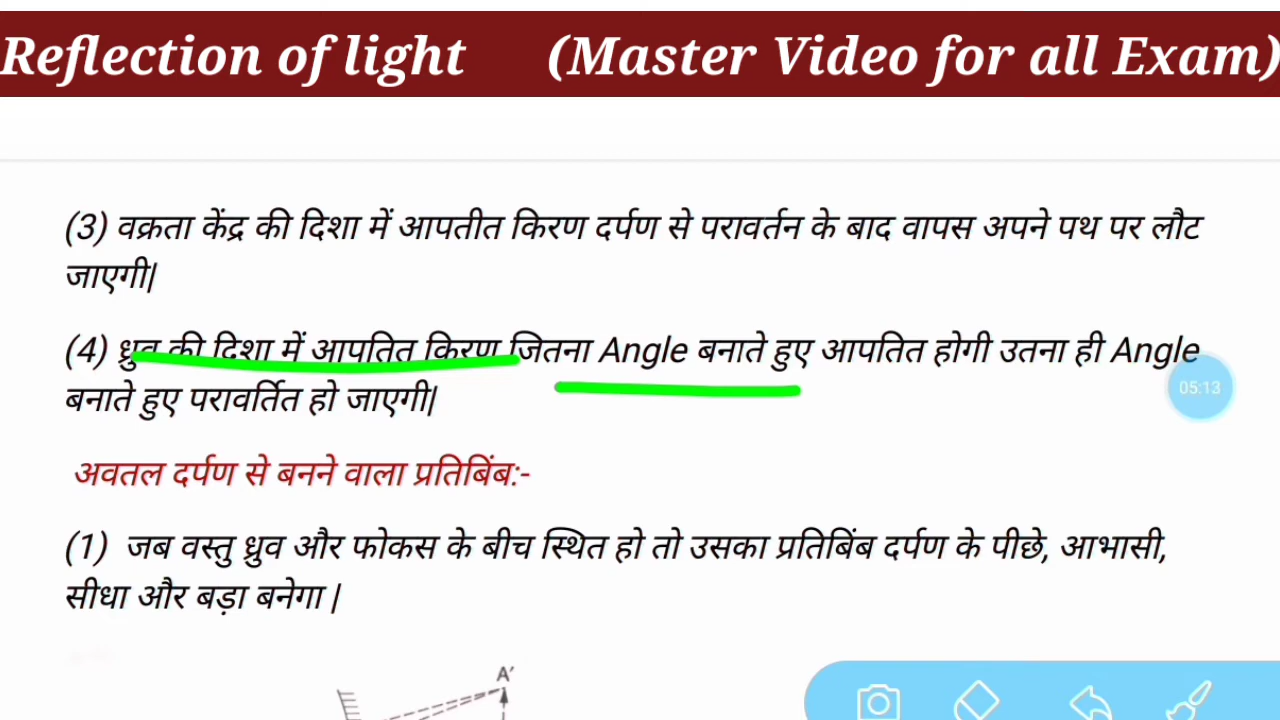 Reflection of light (Master Video for all Exam)
(3) वक्रता केंद्र की दिशा में आपतीत किरण दर्पण से परावर्तन के बाद वापस अपने पथ पर लौट
जाएगी|
(4) ध्रुव की दिशा में आपतित किरण जितना Angle बनाते हुए आपतित होगी उतना ही Angle
05:13
बनाते हुए परावर्तित हो जाएगी|
अवतल दर्पण से बनने वाला प्रतिबिंब:-
(1) जब वस्तु ध्रुव और फोकस के बीच स्थित हो तो उसका प्रतिबिंब दर्पण के पीछे, आभासी,
सीधा और बड़ा बनेगा |
A′